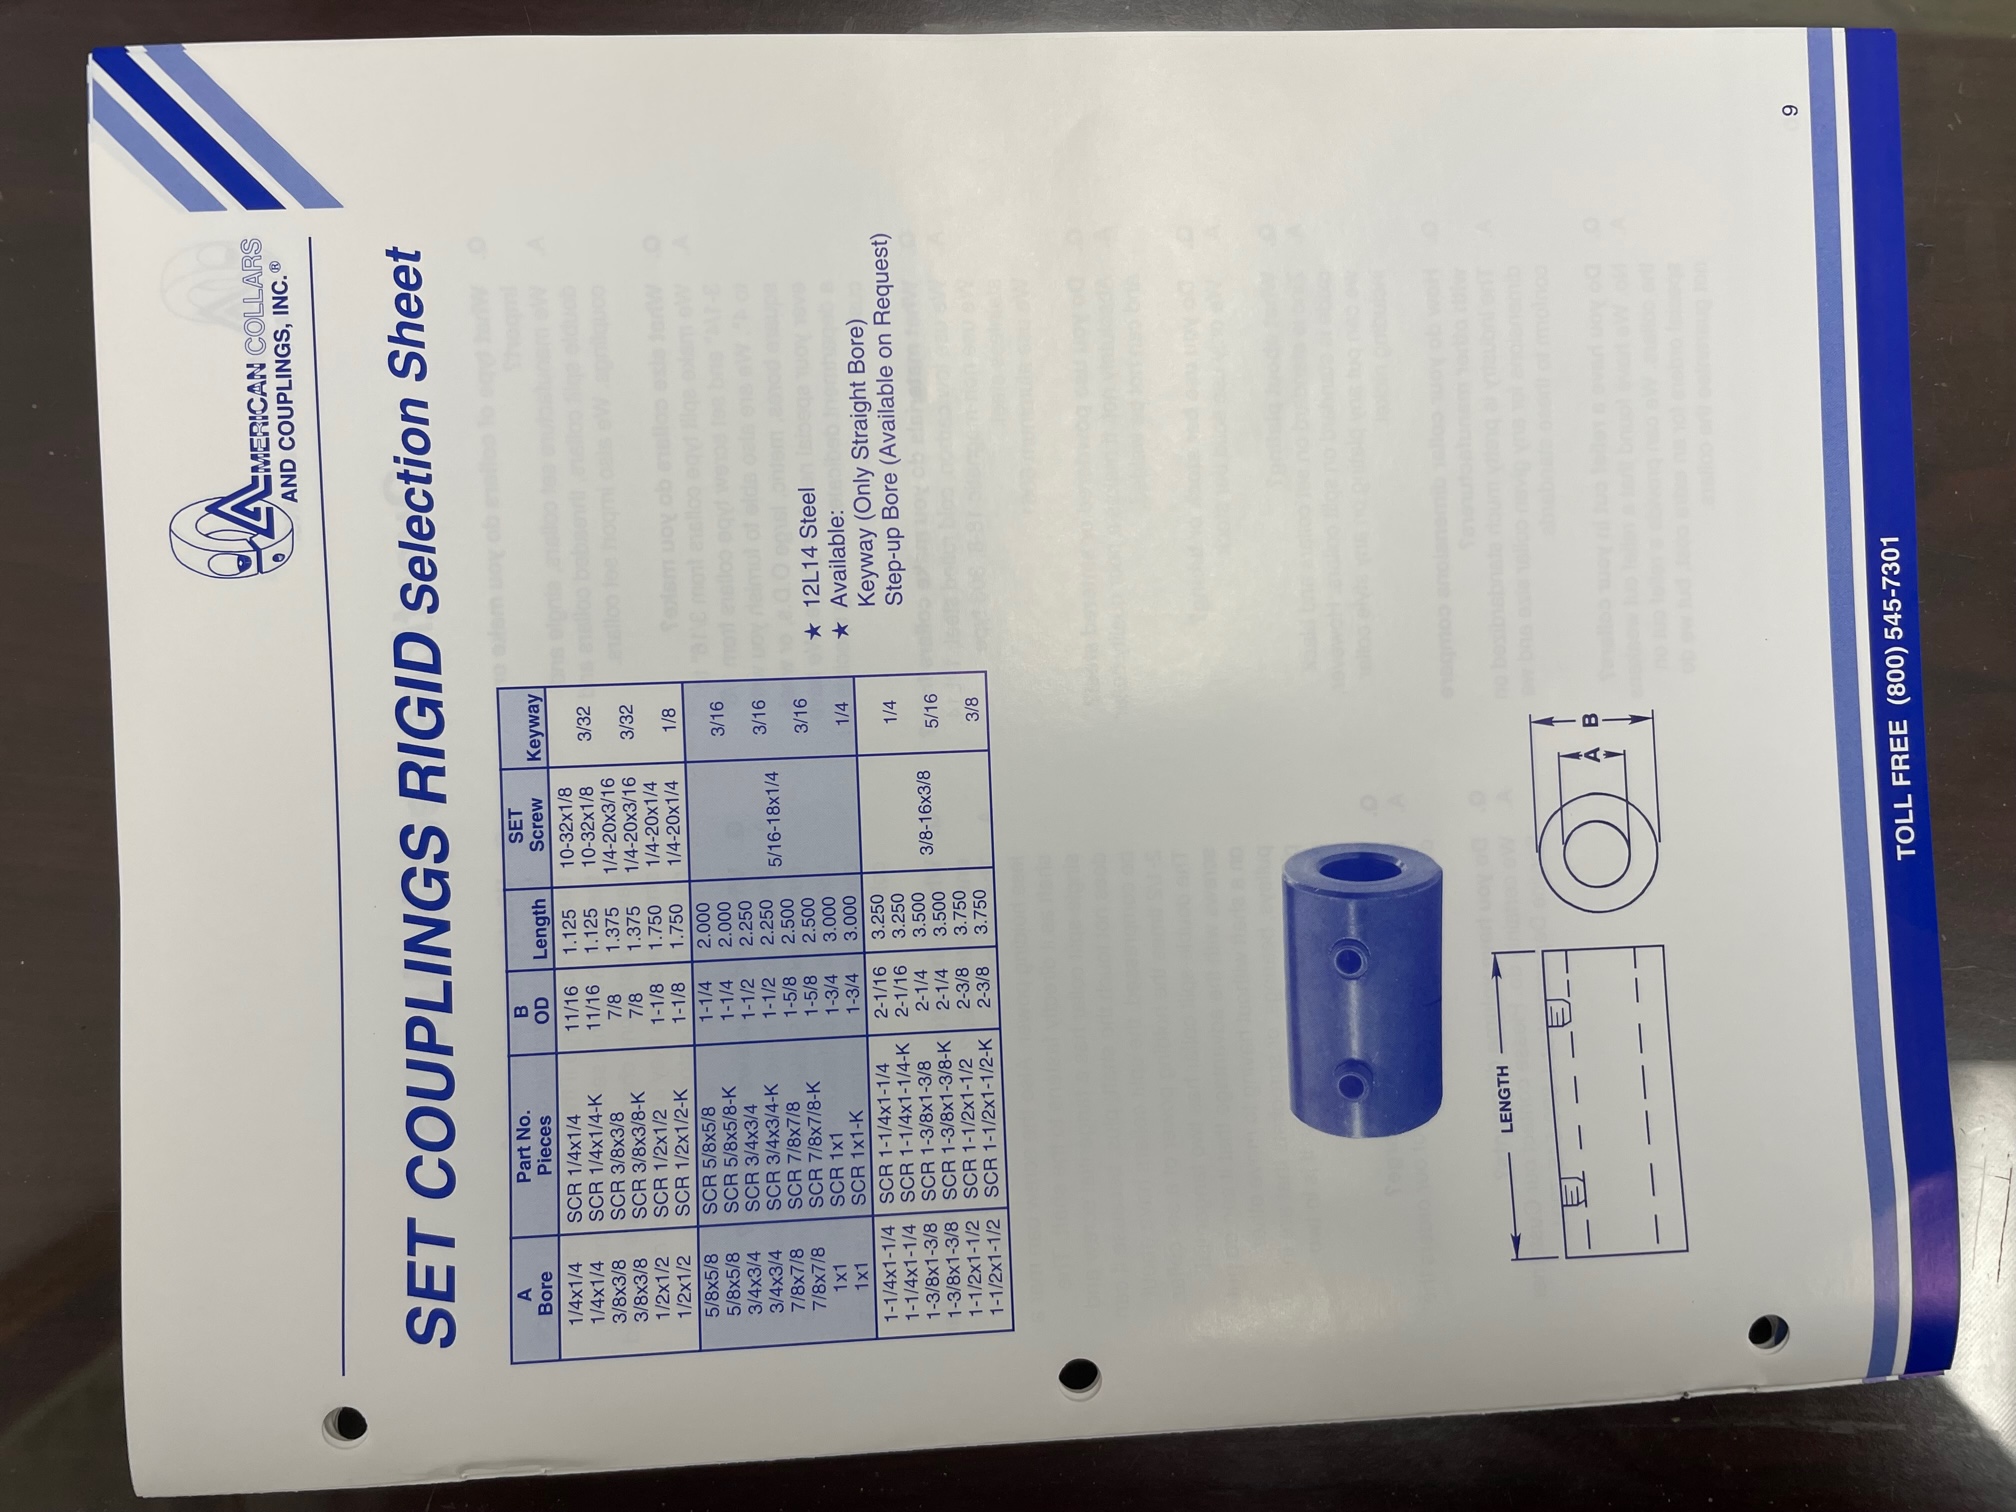 AMERICAN COLLARS
AND COUPLINGS, INC.®
SET COUPLINGS RIGID Selection Sheet
A Bore | Part No. Pieces | B OD | Length | SET Screw | Keyway
1/4x1/4 SCR 1/4x1/4 11/16 1.125 10-32x1/8
1/4x1/4 SCR 1/4x1/4-K 11/16 1.125 10-32x1/8 3/32
3/8x3/8 SCR 3/8x3/8 7/8 1.375 1/4-20x3/16
3/8x3/8 SCR 3/8x3/8-K 7/8 1.375 1/4-20x3/16 3/32
1/2x1/2 SCR 1/2x1/2 1-1/8 1.750 1/4-20x1/4
1/2x1/2 SCR 1/2x1/2-K 1-1/8 1.750 1/4-20x1/4 1/8
5/8x5/8 SCR 5/8x5/8 1-1/4 2.000
5/8x5/8 SCR 5/8x5/8-K 1-1/4 2.000 3/16
3/4x3/4 SCR 3/4x3/4 1-1/2 2.250
3/4x3/4 SCR 3/4x3/4-K 1-1/2 2.250 5/16-18x1/4 3/16
7/8x7/8 SCR 7/8x7/8 1-5/8 2.500
7/8x7/8 SCR 7/8x7/8-K 1-5/8 2.500 3/16
1x1 SCR 1x1 1-3/4 3.000
1x1 SCR 1x1-K 1-3/4 3.000 1/4
1-1/4x1-1/4 SCR 1-1/4x1-1/4 2-1/16 3.250
1-1/4x1-1/4 SCR 1-1/4x1-1/4-K 2-1/16 3.250 1/4
1-3/8x1-3/8 SCR 1-3/8x1-3/8 2-1/4 3.500 3/8-16x3/8
1-3/8x1-3/8 SCR 1-3/8x1-3/8-K 2-1/4 3.500 5/16
1-1/2x1-1/2 SCR 1-1/2x1-1/2 2-3/8 3.750
1-1/2x1-1/2 SCR 1-1/2x1-1/2-K 2-3/8 3.750 3/8
★ 12L14 Steel
★ Available:
Keyway (Only Straight Bore)
Step-up Bore (Available on Request)
LENGTH
A B
9
TOLL FREE (800) 545-7301